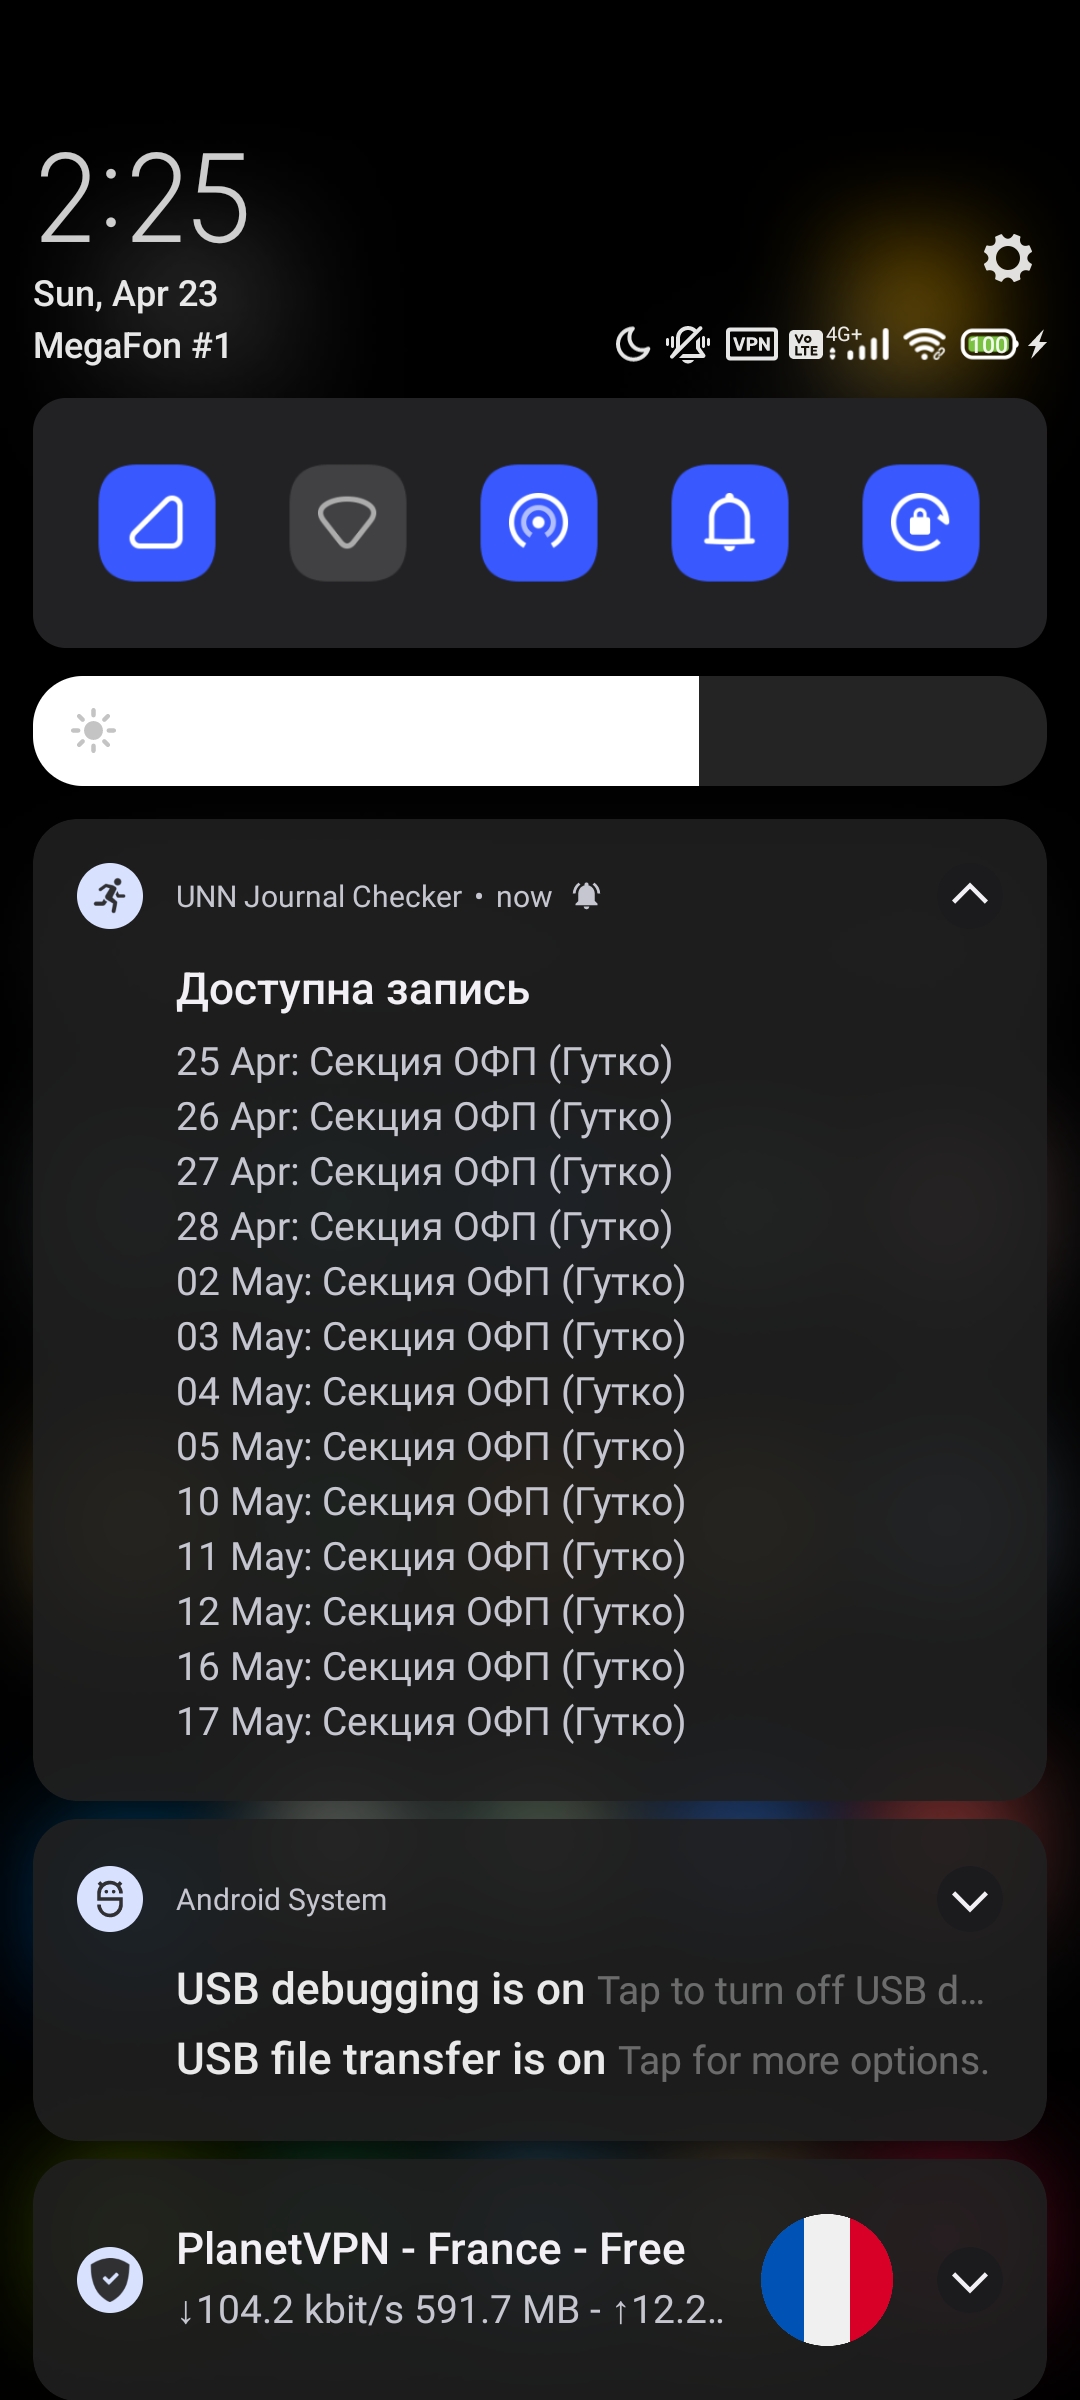 2:25
Sun, Apr 23
MegaFon #1
VPN
Vo
LTE
4G+
100
UNN Journal Checker • now
Доступна запись
25 Apr: Секция ОФП (Гутко)
26 Apr: Секция ОФП (Гутко)
27 Apr: Секция ОФП (Гутко)
28 Apr: Секция ОФП (Гутко)
02 May: Секция ОФП (Гутко)
03 May: Секция ОФП (Гутко)
04 May: Секция ОФП (Гутко)
05 May: Секция ОФП (Гутко)
10 May: Секция ОФП (Гутко)
11 May: Секция ОФП (Гутко)
12 May: Секция ОФП (Гутко)
16 May: Секция ОФП (Гутко)
17 May: Секция ОФП (Гутко)
Android System
USB debugging is on Tap to turn off USB d…
USB file transfer is on Tap for more options.
PlanetVPN - France - Free
↓104.2 kbit/s 591.7 MB - ↑12.2…